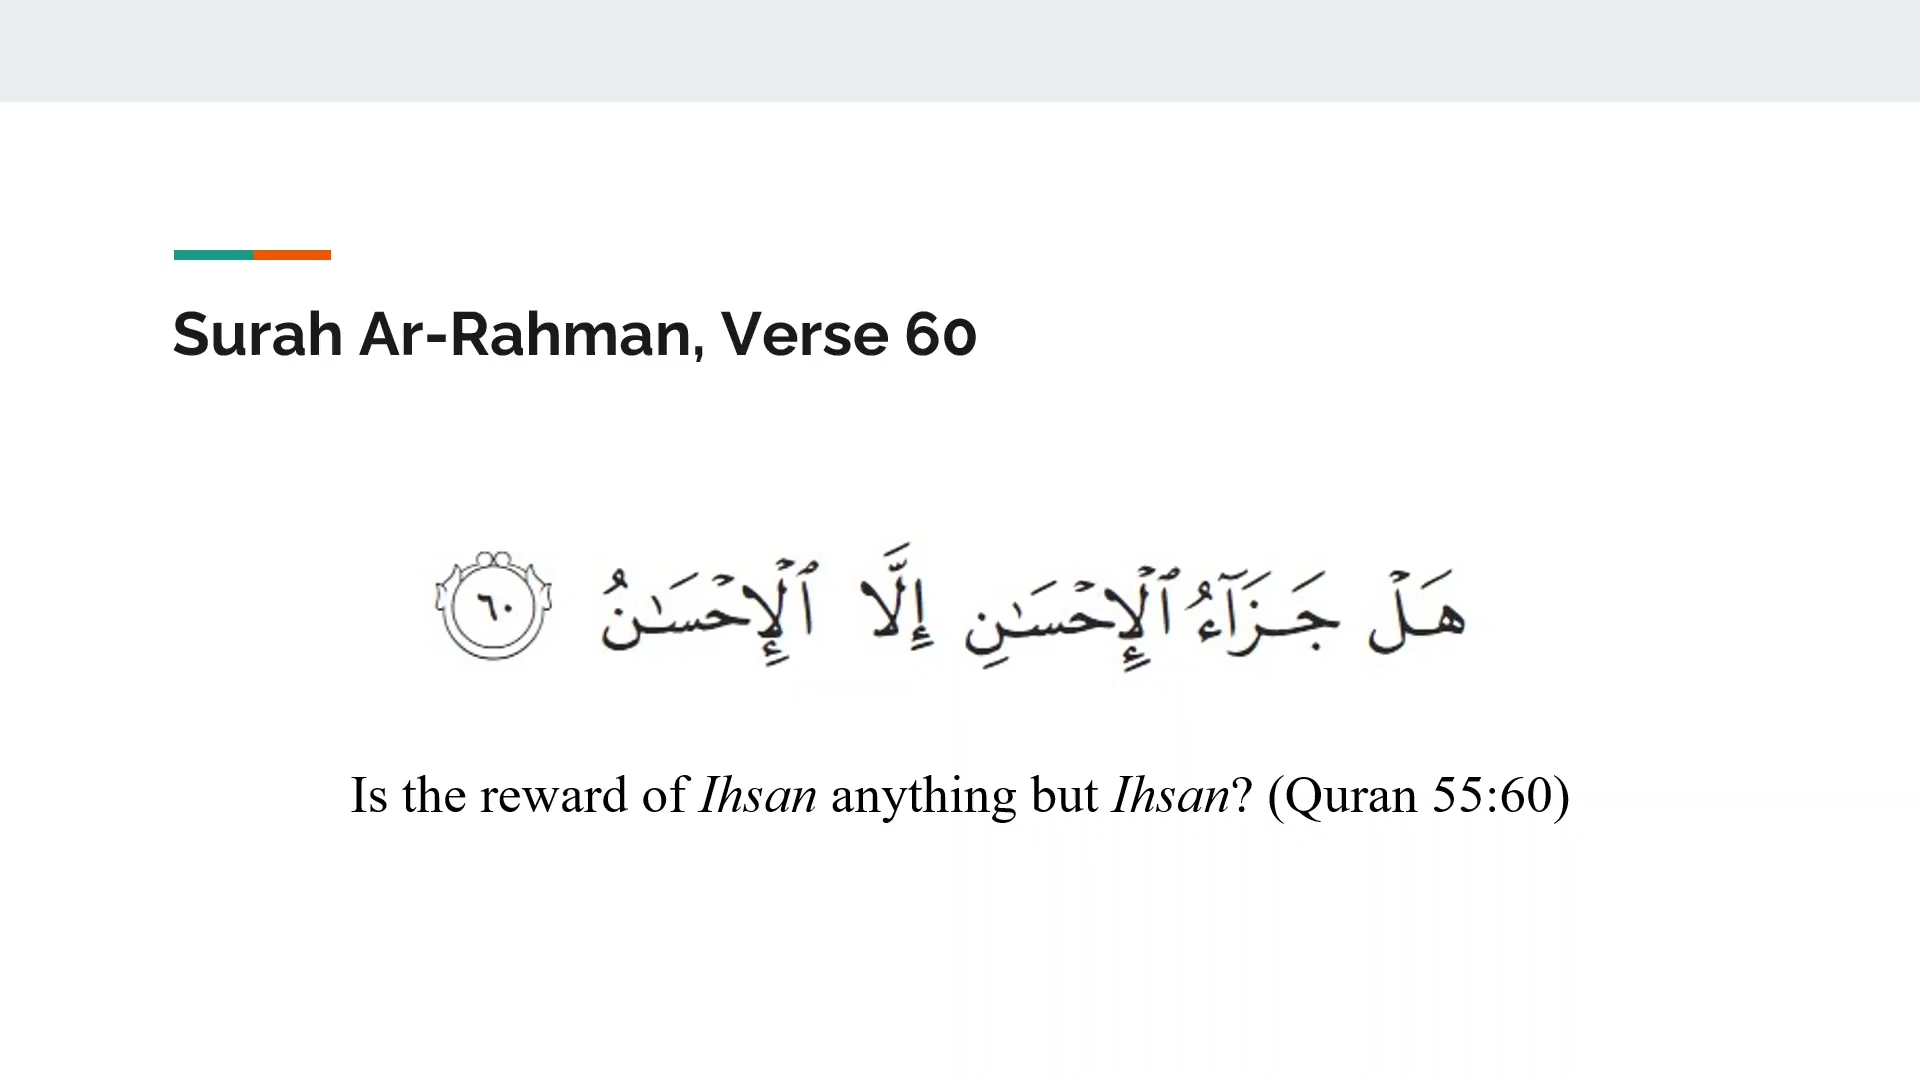 Surah Ar-Rahman, Verse 60
هَلْ جَزَآءُ ٱلْإِحْسَـٰنِ إِلَّا ٱلْإِحْسَـٰنُ ٦٠
Is the reward of Ihsan anything but Ihsan? (Quran 55:60)